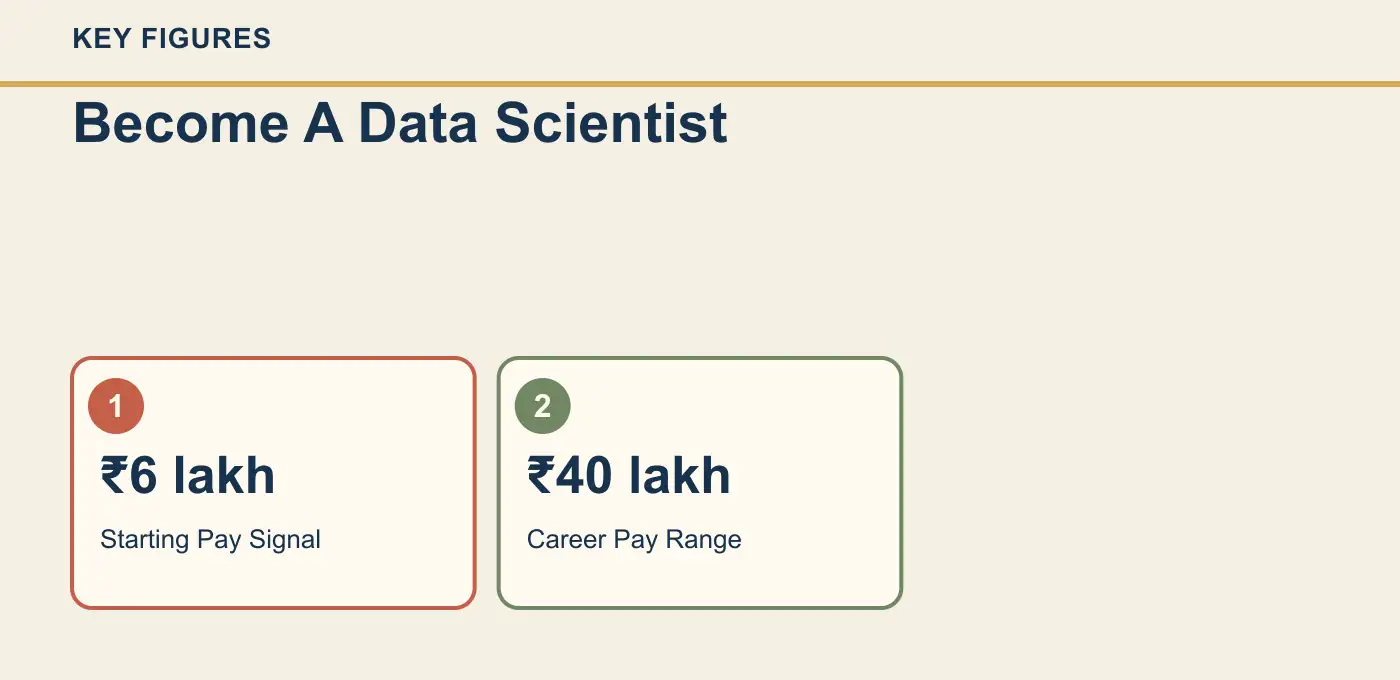 KEY FIGURES
Become A Data Scientist
1
₹6 lakh
Starting Pay Signal
2
₹40 lakh
Career Pay Range